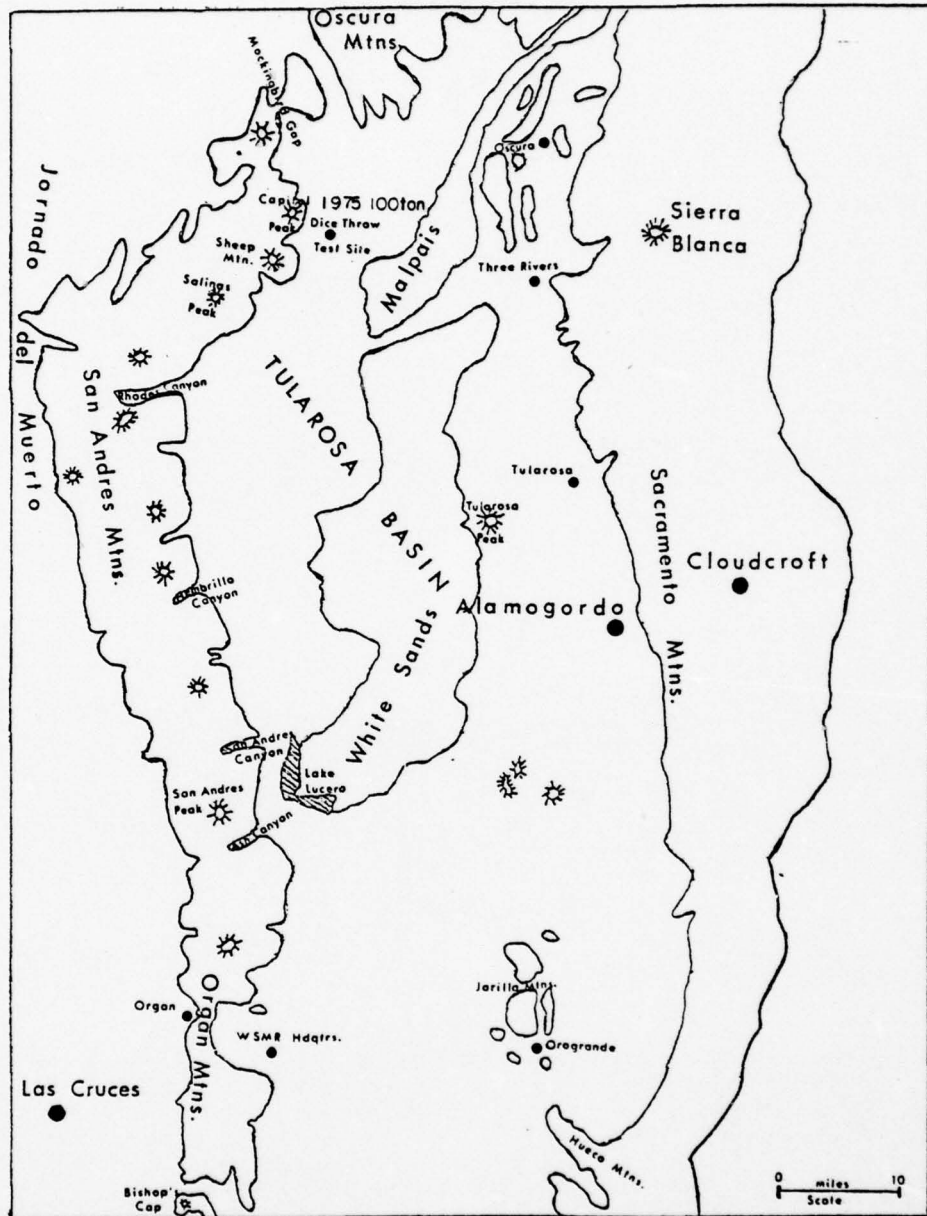 Oscura
Mtns.
Mockingbird Gap
Oscura
Jornado
del
Muerto
Capitol 1975 100ton
Peak
Dice Throw
Test Site
Sierra
Blanca
Sheep
Mtn.
Malpais
Three Rivers
Salinas
Peak
TULAROSA
BASIN
Rhodes Canyon
San Andres Mtns.
Tularosa
Tularosa
Peak
Sacramento
Mtns.
Cloudcroft
Canyon
Alamogordo
White Sands
San Andres
Canyon
Lake
Lucero
San Andres
Peak
Ash Canyon
Jarilla Mtns.
Organ
Organ Mtns.
WSMR Hdqtrs.
Orogrande
Las Cruces
Hueco Mtns.
Bishop'
Cap
0 10
miles
Scale